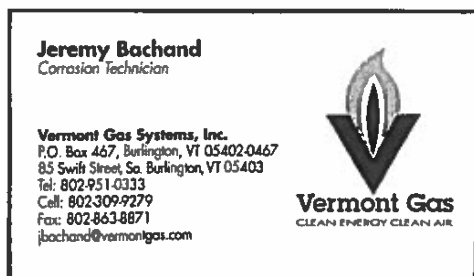 Jeremy Bachand
Corrosion Technician
Vermont Gas Systems, Inc.
P.O. Box 467, Burlington, VT 05402-0467
85 Swift Street, So. Burlington, VT 05403
Tel: 802-951-0333
Cell: 802-309-9279
Fax: 802-863-8871
jbachand@vermontgas.com
Vermont Gas
CLEAN ENERGY CLEAN AIR